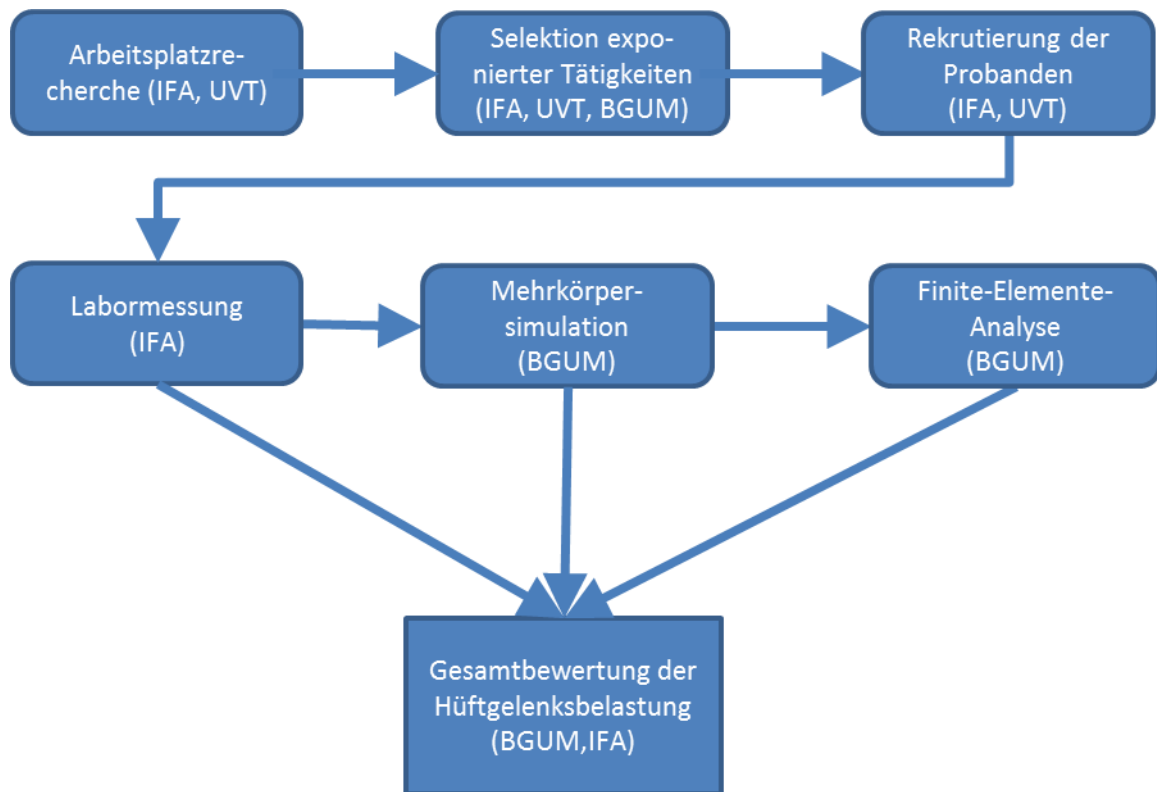 Arbeitsplatzre-
cherche (IFA, UVT)
Selektion expo-
nierter Tätigkeiten
(IFA, UVT, BGUM)
Rekrutierung der
Probanden
(IFA, UVT)
Labormessung
(IFA)
Mehrkörper-
simulation
(BGUM)
Finite-Elemente-
Analyse
(BGUM)
Gesamtbewertung der
Hüftgelenksbelastung
(BGUM,IFA)